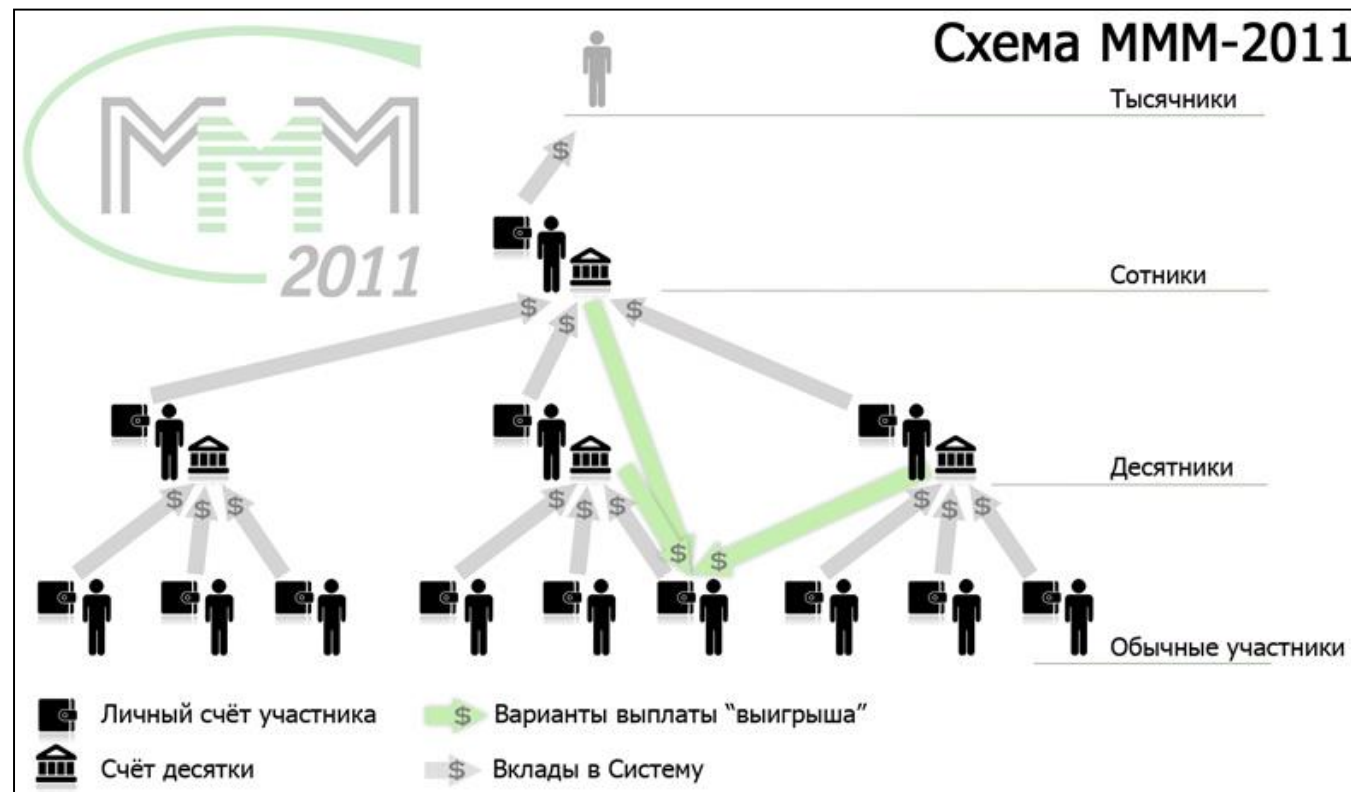 Схема МММ-2011
МММ
2011
Тысячники
$
Сотники
$ $ $
Десятники
$ $ $ $ $ $ $ $ $
$ $
Обычные участники
Личный счёт участника
$ Варианты выплаты “выигрыша”
Счёт десятки
$ Вклады в Систему